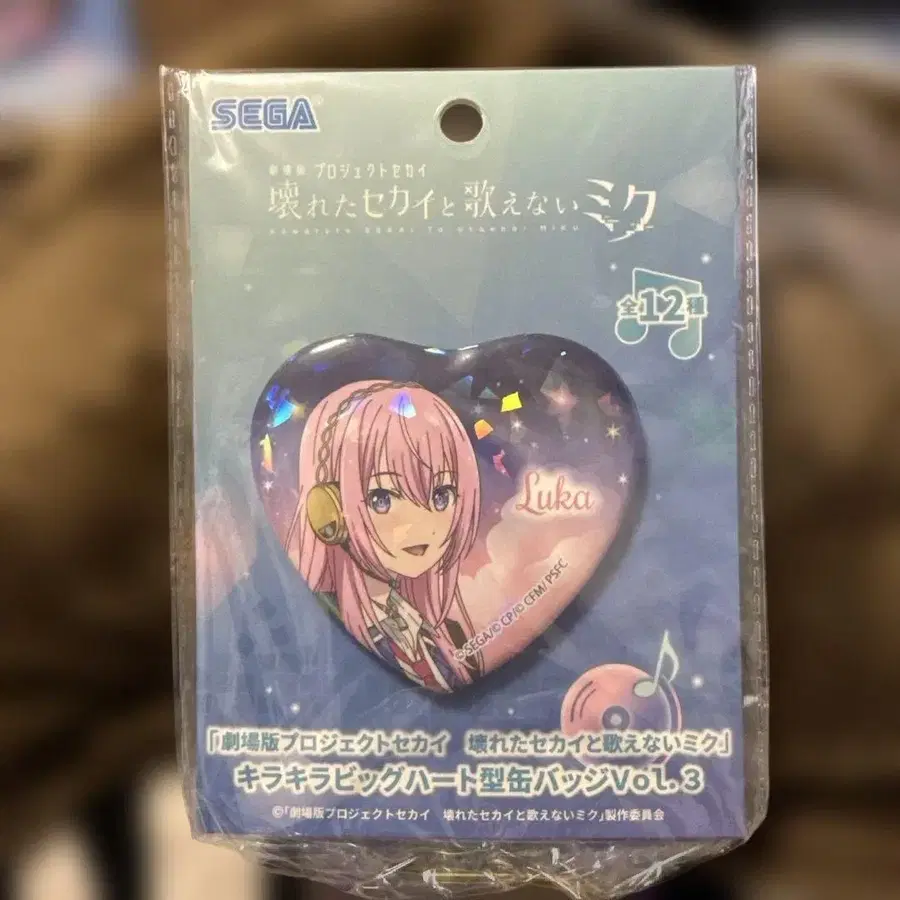 SEGA
劇場版 プロジェクトセカイ
壊れたセカイと歌えないミク
KOWARETA SEKAI TO UTAENAI MIKU
全12種
Luka
© SEGA/© CP/© CFM/ PSFC
「劇場版プロジェクトセカイ 壊れたセカイと歌えないミク」
キラキラビッグハート型缶バッジVol.3
©「劇場版プロジェクトセカイ 壊れたセカイと歌えないミク」製作委員会